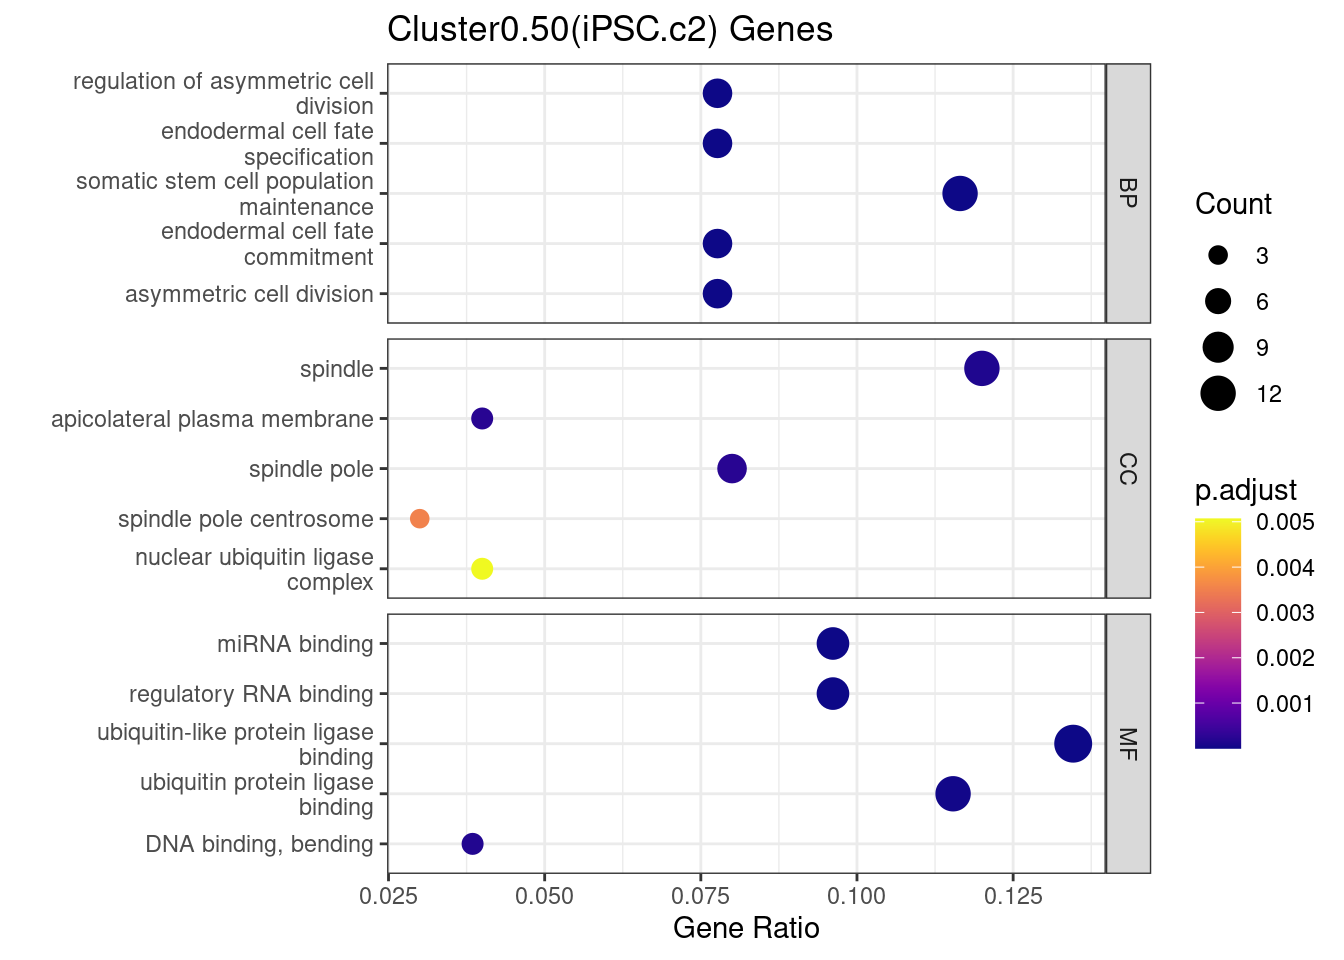 Cluster0.50(iPSC.c2) Genes
regulation of asymmetric cell
division
endodermal cell fate
specification
somatic stem cell population
maintenance
endodermal cell fate
commitment
asymmetric cell division
BP
spindle
apicolateral plasma membrane
spindle pole
spindle pole centrosome
nuclear ubiquitin ligase
complex
CC
miRNA binding
regulatory RNA binding
ubiquitin-like protein ligase
binding
ubiquitin protein ligase
binding
DNA binding, bending
MF
0.025 0.050 0.075 0.100 0.125
Gene Ratio
Count
3
6
9
12
p.adjust
0.005
0.004
0.003
0.002
0.001